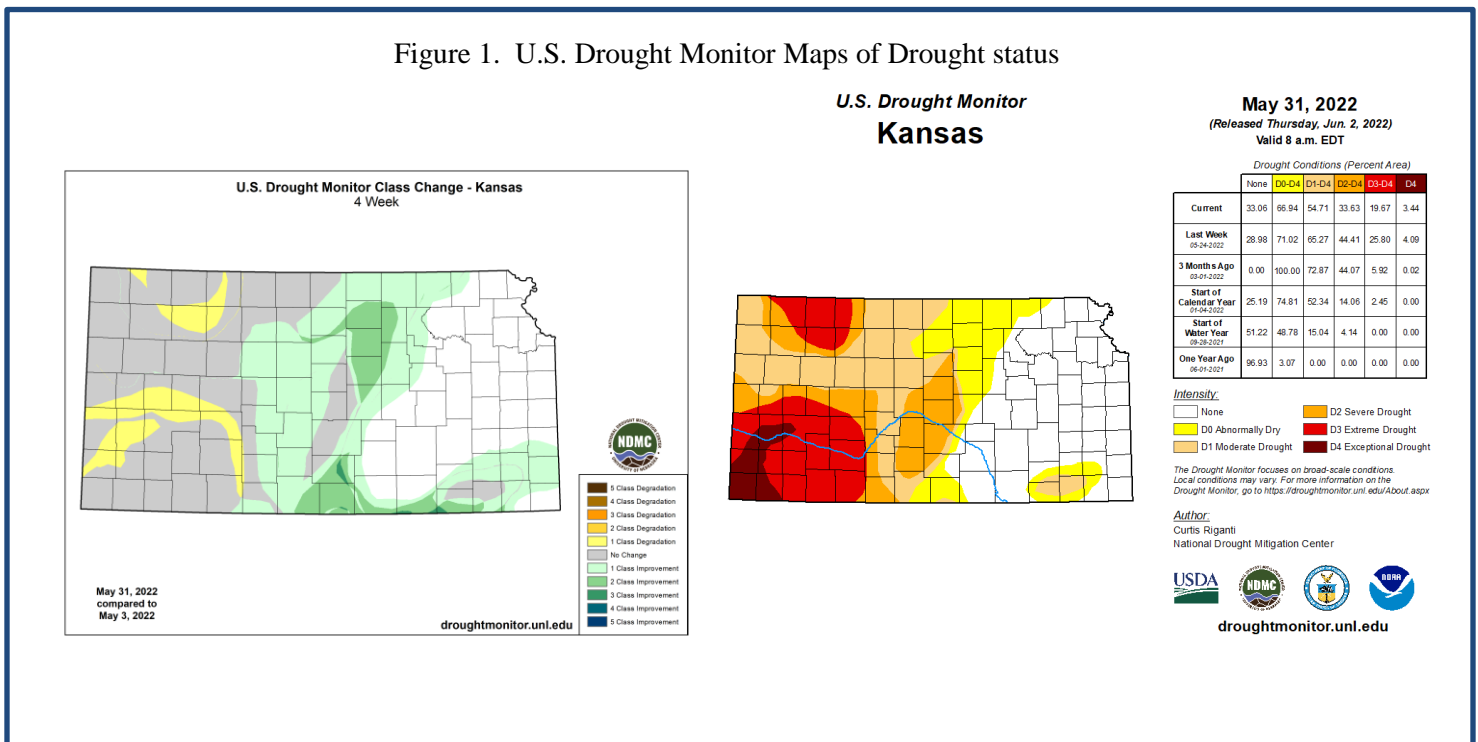 Figure 1. U.S. Drought Monitor Maps of Drought status
U.S. Drought Monitor Class Change - Kansas
4 Week
NDMC
5 Class Degradation
4 Class Degradation
3 Class Degradation
2 Class Degradation
1 Class Degradation
No Change
1 Class Improvement
2 Class Improvement
3 Class Improvement
4 Class Improvement
5 Class Improvement
May 31, 2022
compared to
May 3, 2022
droughtmonitor.unl.edu
U.S. Drought Monitor
Kansas
May 31, 2022
(Released Thursday, Jun. 2, 2022)
Valid 8 a.m. EDT
Drought Conditions (Percent Area)
None D0-D4 D1-D4 D2-D4 D3-D4 D4
Current 33.06 66.94 54.71 33.63 19.67 3.44
Last Week
05-24-2022 28.98 71.02 65.27 44.41 25.80 4.09
3 Months Ago
03-01-2022 0.00 100.00 72.87 44.07 5.92 0.02
Start of
Calendar Year
01-04-2022 25.19 74.81 52.34 14.06 2.45 0.00
Start of
Water Year
09-28-2021 51.22 48.78 15.04 4.14 0.00 0.00
One Year Ago
06-01-2021 96.93 3.07 0.00 0.00 0.00 0.00
Intensity:
None
D0 Abnormally Dry
D1 Moderate Drought
D2 Severe Drought
D3 Extreme Drought
D4 Exceptional Drought
The Drought Monitor focuses on broad-scale conditions.
Local conditions may vary. For more information on the
Drought Monitor, go to https://droughtmonitor.unl.edu/About.aspx
Author:
Curtis Riganti
National Drought Mitigation Center
USDA
NDMC
NOAA
droughtmonitor.unl.edu